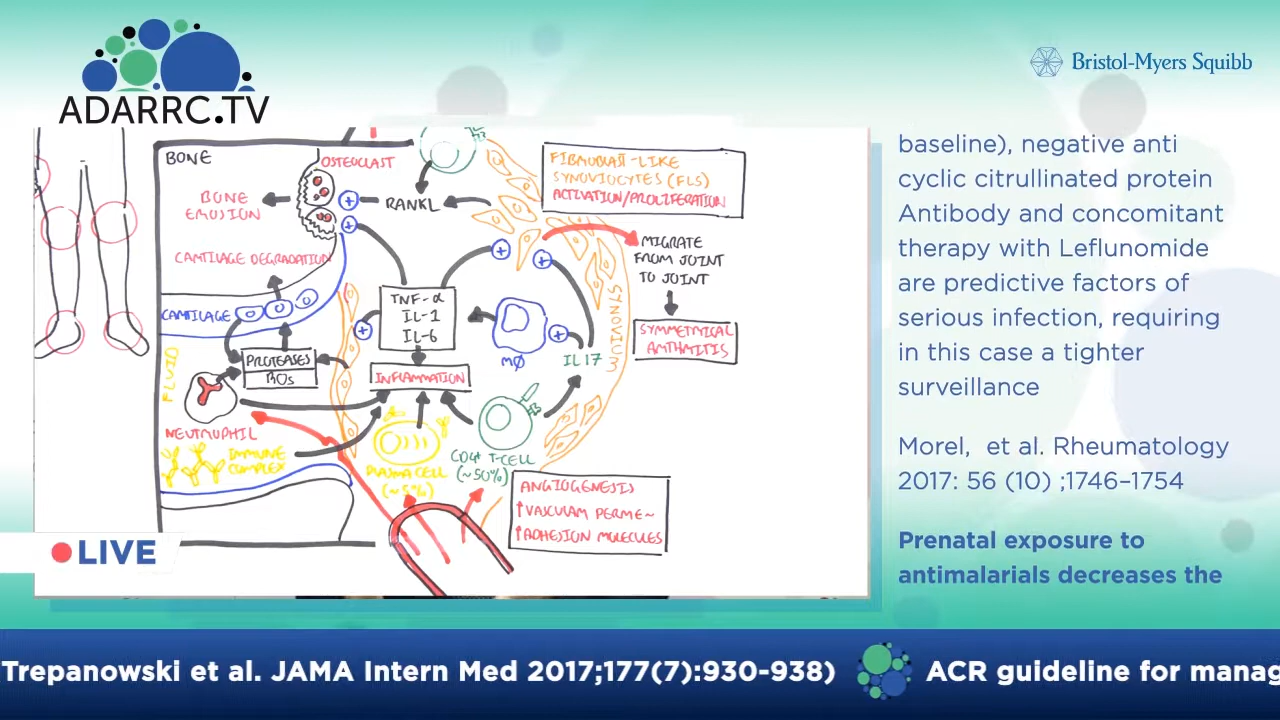 ADARRC.TV
Bristol-Myers Squibb
BONE
OSTEOCLAST
BONE
EROSION
RANKL
FIBROBLAST-LIKE
SYNOVIOCYTES (FLS)
ACTIVATION/PROLIFERATION
MIGRATE
FROM JOINT
TO JOINT
SYMMETRICAL
ARTHRITIS
CARTILAGE DEGRADATION
CARTILAGE
TNF-α
IL-1
IL-6
MØ
IL17
SYNOVIUM
FLUID
PROTEASES
ROS
INFLAMMATION
NEUTROPHIL
IMMUNE
COMPLEX
PLASMA CELL
(~5%)
CD4+ T-CELL
(~50%)
ANGIOGENESIS
↑VASCULAR PERME~
↑ADHESION MOLECULES
LIVE
baseline), negative anti
cyclic citrullinated protein
Antibody and concomitant
therapy with Leflunomide
are predictive factors of
serious infection, requiring
in this case a tighter
surveillance
Morel, et al. Rheumatology
2017: 56 (10) ;1746–1754
Prenatal exposure to
antimalarials decreases the
Trepanowski et al. JAMA Intern Med 2017;177(7):930-938)
ACR guideline for manag